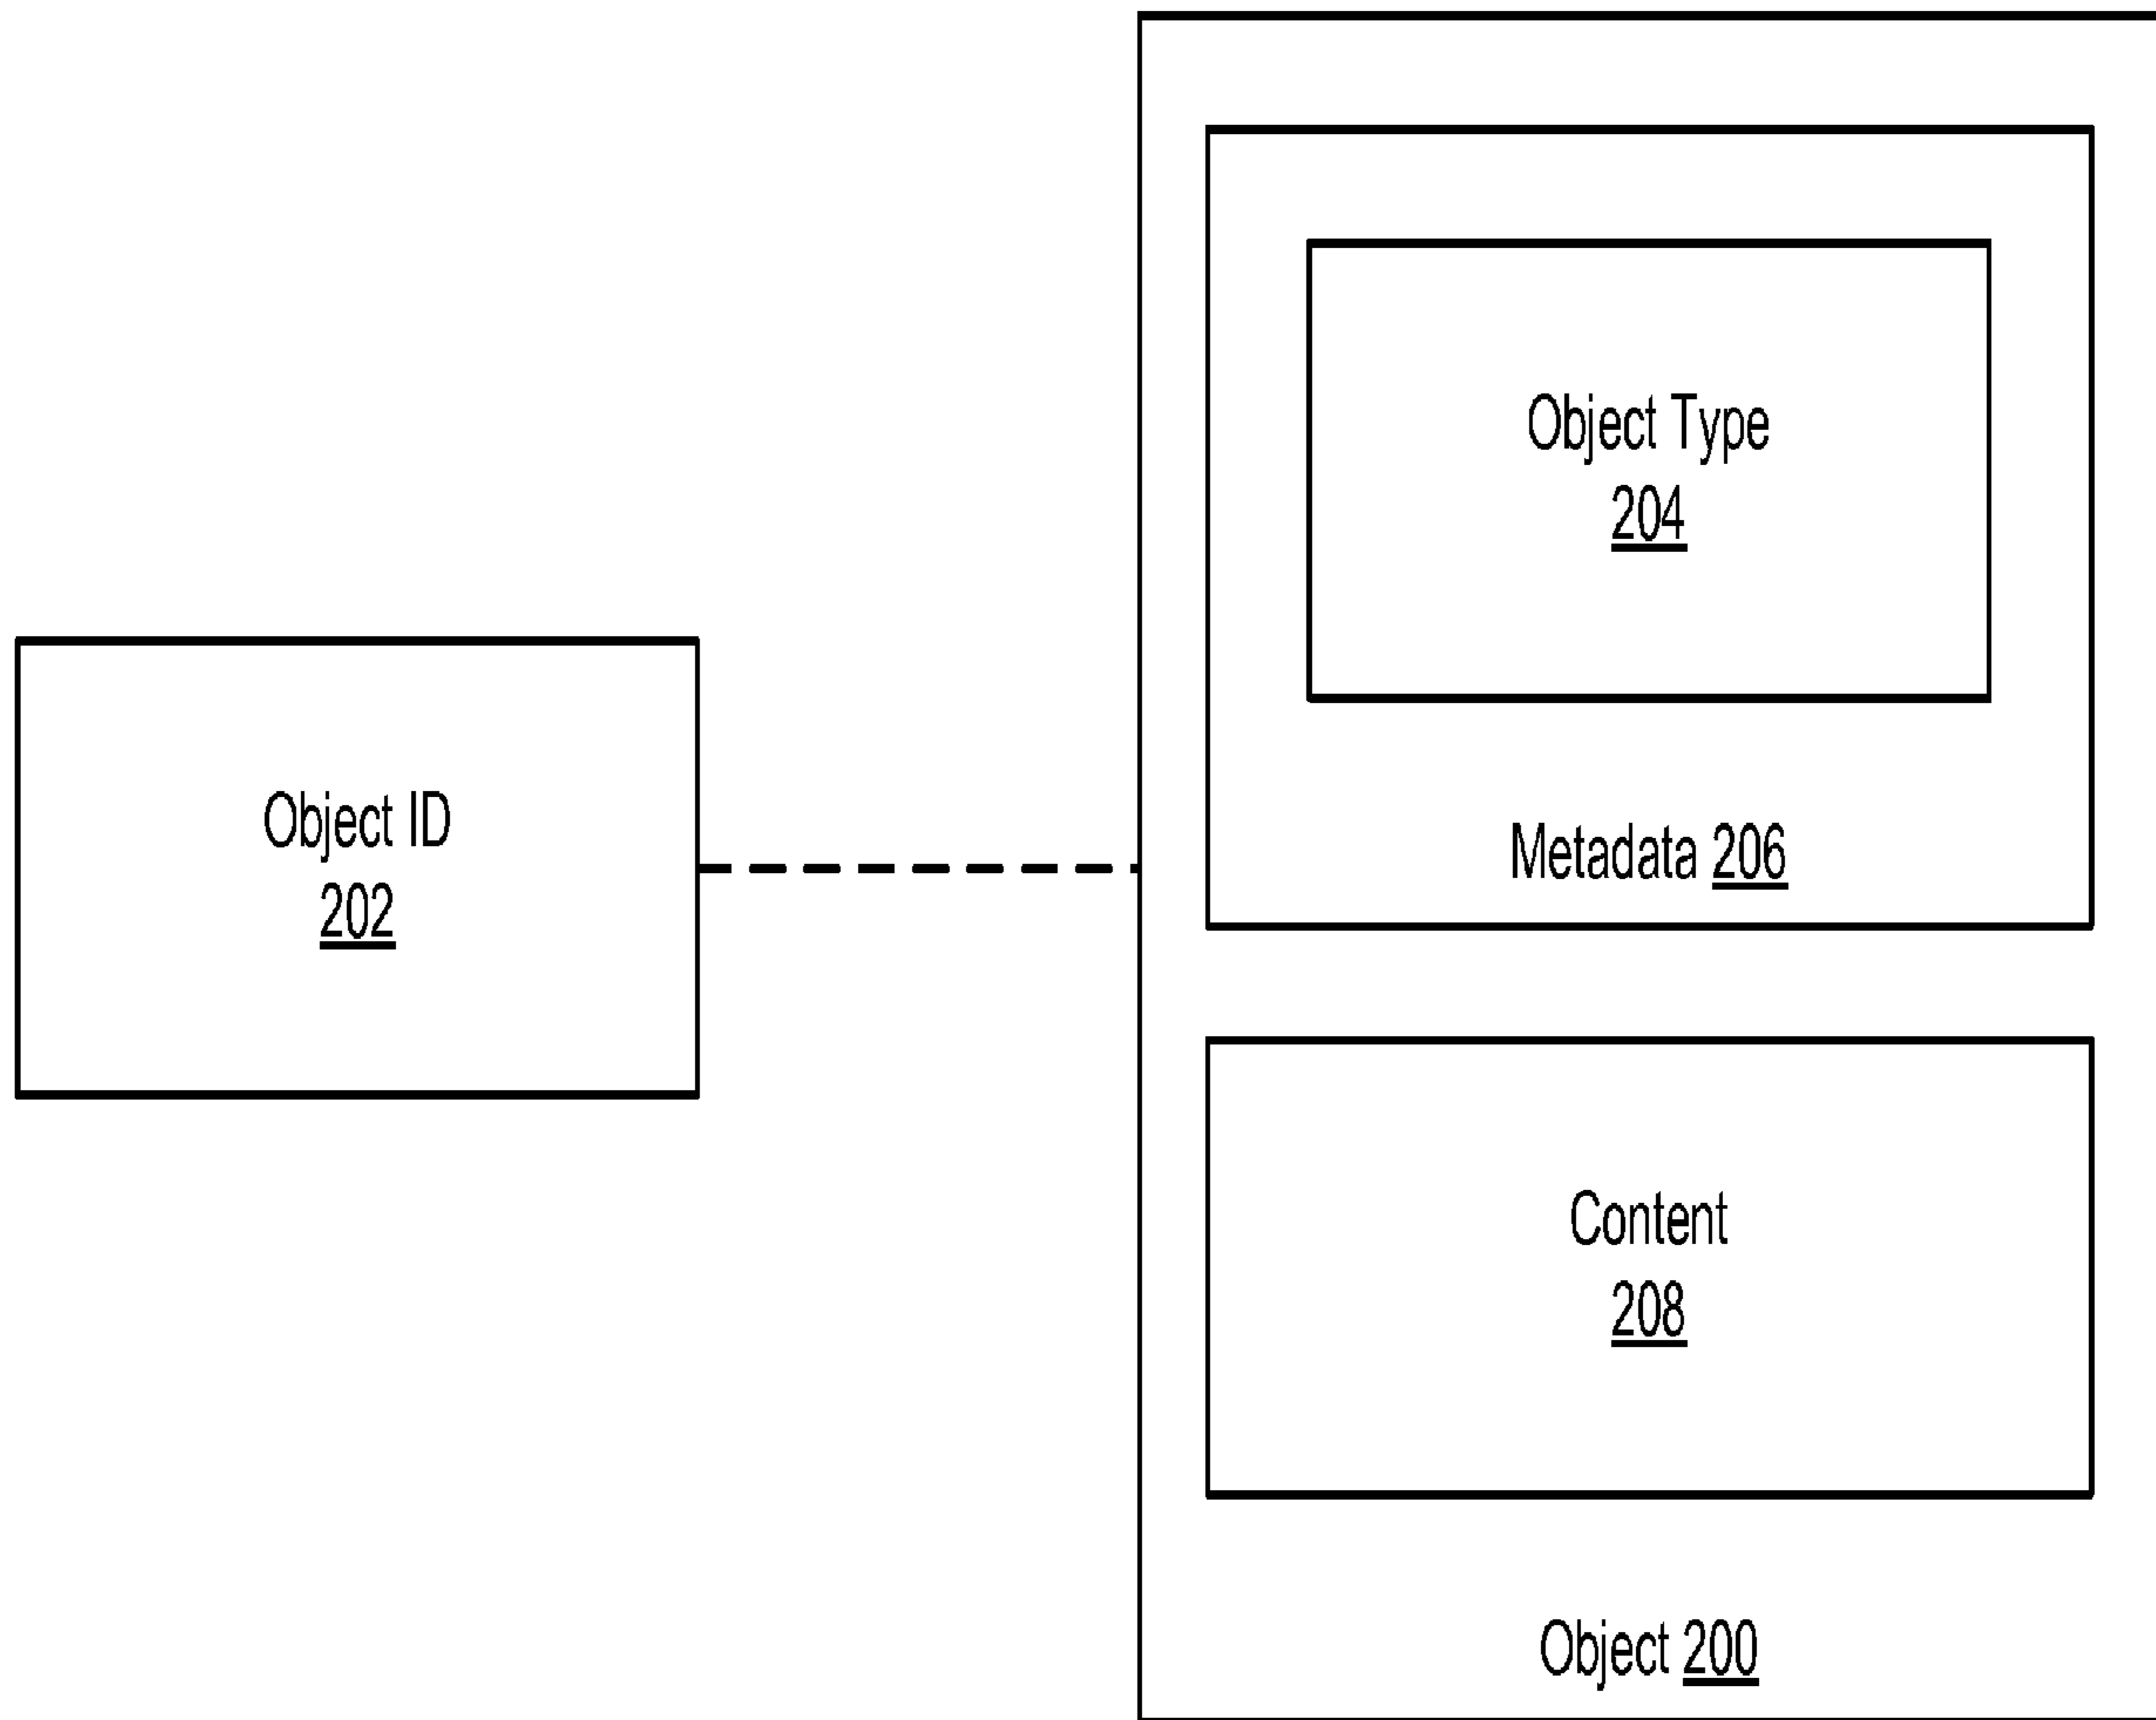 Object Type
204
Object ID
202
Metadata 206
Content
208
Object 200